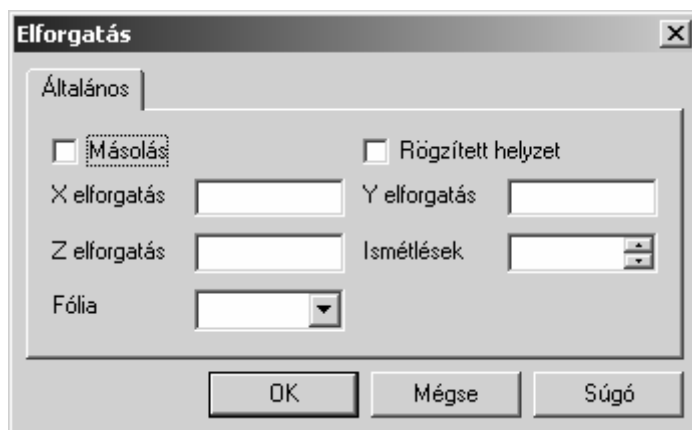 Elforgatás
Általános
Másolás Rögzített helyzet
X elforgatás Y elforgatás
Z elforgatás Ismétlések
Fólia
OK Mégse Súgó